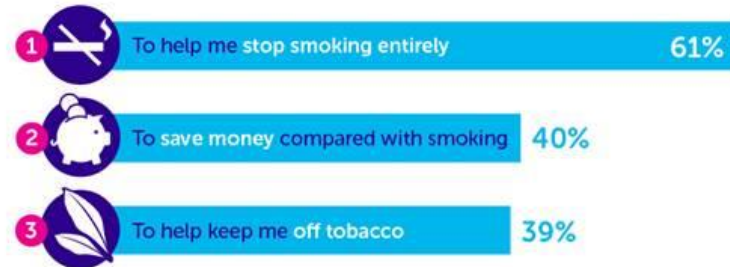 1 To help me stop smoking entirely 61%
2 To save money compared with smoking 40%
3 To help keep me off tobacco 39%